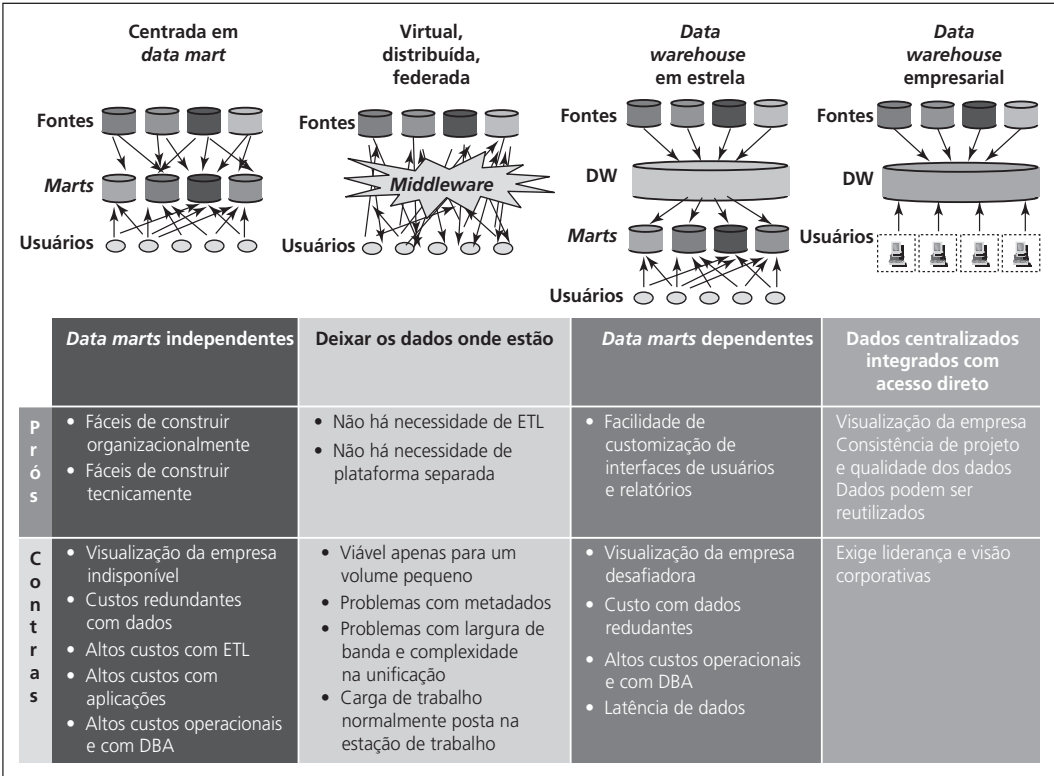 Centrada em
data mart
Virtual,
distribuída,
federada
Data
warehouse
em estrela
Data
warehouse
empresarial
Fontes
Marts
Usuários
Fontes
Middleware
Usuários
Fontes
DW
Marts
Usuários
Fontes
DW
Usuários
Data marts independentes
Deixar os dados onde estão
Data marts dependentes
Dados centralizados
integrados com
acesso direto
Prós
• Fáceis de construir
organizacionalmente
• Fáceis de construir
tecnicamente
• Não há necessidade de ETL
• Não há necessidade de
plataforma separada
• Facilidade de
customização de
interfaces de usuários
e relatórios
Visualização da empresa
Consistência de projeto
e qualidade dos dados
Dados podem ser
reutilizados
Contras
• Visualização da empresa
indisponível
• Custos redundantes
com dados
• Altos custos com ETL
• Altos custos com
aplicações
• Altos custos operacionais
e com DBA
• Viável apenas para um
volume pequeno
• Problemas com metadados
• Problemas com largura de
banda e complexidade
na unificação
• Carga de trabalho
normalmente posta na
estação de trabalho
• Visualização da empresa
desafiadora
• Custo com dados
redudantes
• Altos custos operacionais
e com DBA
• Latência de dados
Exige liderança e visão
corporativas